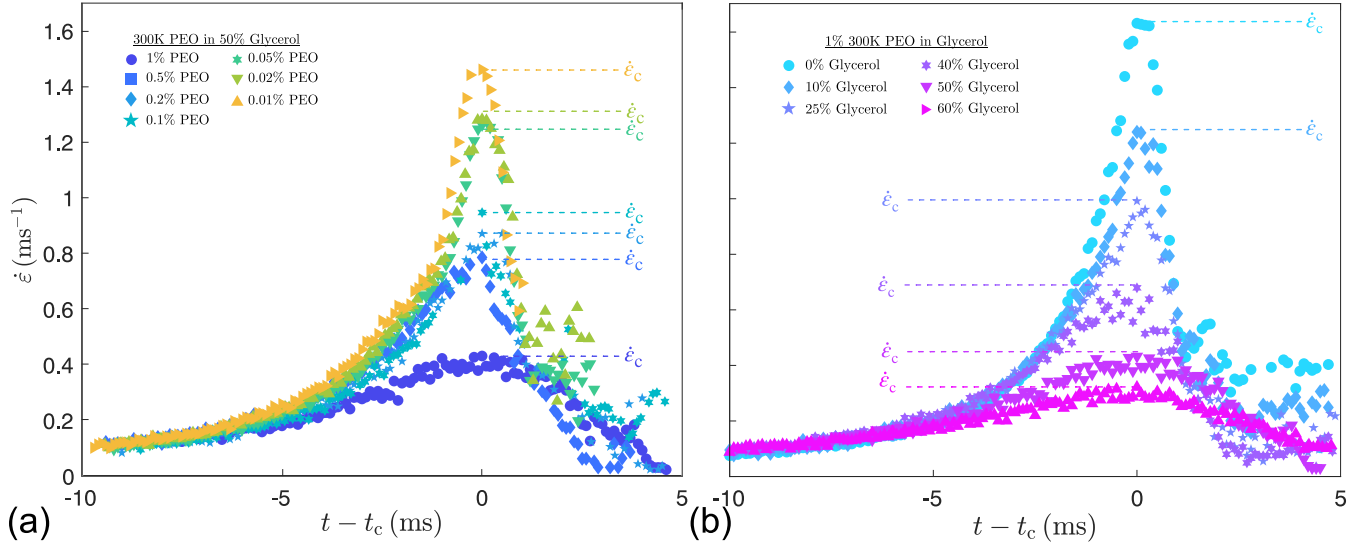 300K PEO in 50% Glycerol
1% PEO
0.05% PEO
0.5% PEO
0.02% PEO
0.2% PEO
0.01% PEO
0.1% PEO
ε̇c
ε̇c
ε̇c
ε̇c
ε̇c
ε̇c
ε̇c
1.6
1.4
1.2
1
0.8
0.6
0.4
0.2
0
ε̇ (ms⁻¹)
-10
-5
0
5
t − tc (ms)
(a)
1% 300K PEO in Glycerol
0% Glycerol
40% Glycerol
10% Glycerol
50% Glycerol
25% Glycerol
60% Glycerol
ε̇c
ε̇c
ε̇c
ε̇c
ε̇c
ε̇c
-10
-5
0
5
t − tc (ms)
(b)